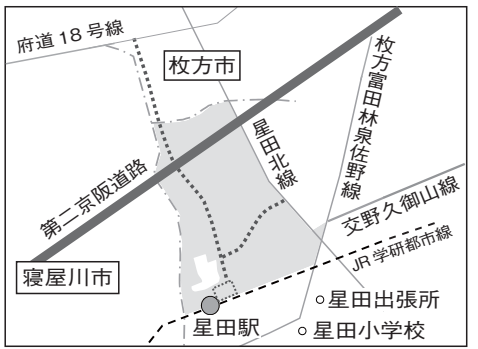 府道18号線
枚方市
枚方富田林泉佐野線
星田北線
第二京阪道路
交野久御山線
JR学研都市線
寝屋川市
星田出張所
星田駅
星田小学校